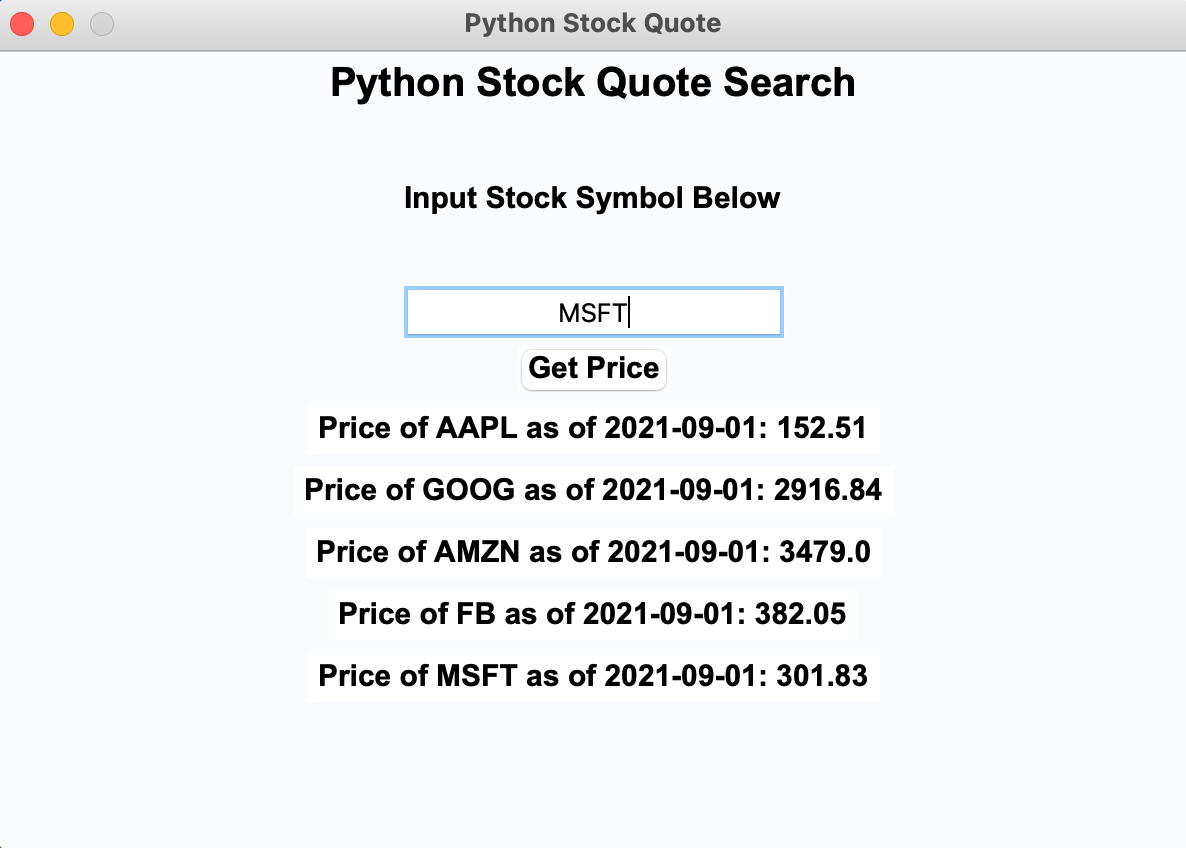 Python Stock Quote
Python Stock Quote Search
Input Stock Symbol Below
MSFT
Get Price
Price of AAPL as of 2021-09-01: 152.51
Price of GOOG as of 2021-09-01: 2916.84
Price of AMZN as of 2021-09-01: 3479.0
Price of FB as of 2021-09-01: 382.05
Price of MSFT as of 2021-09-01: 301.83